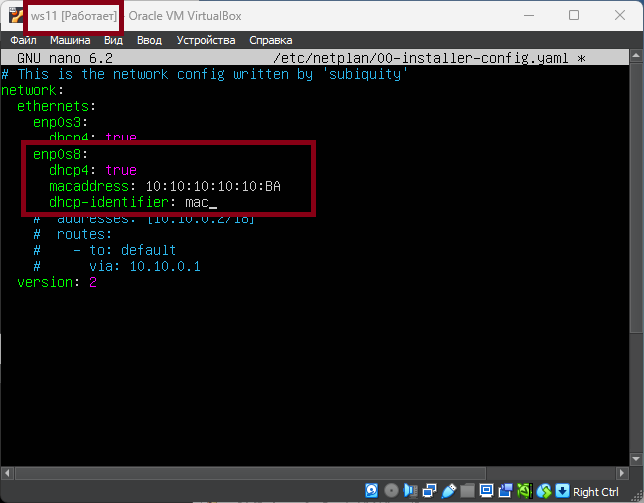 ws11 [Работает] - Oracle VM VirtualBox
Файл Машина Вид Ввод Устройства Справка
GNU nano 6.2 /etc/netplan/00-installer-config.yaml *
# This is the network config written by 'subiquity'
network:
  ethernets:
    enp0s3:
      dhcp4: true
    enp0s8:
      dhcp4: true
      macaddress: 10:10:10:10:10:BA
      dhcp-identifier: mac_
    #  addresses: [10.10.0.2/18]
    #  routes:
    #    - to: default
    #      via: 10.10.0.1
  version: 2
Right Ctrl